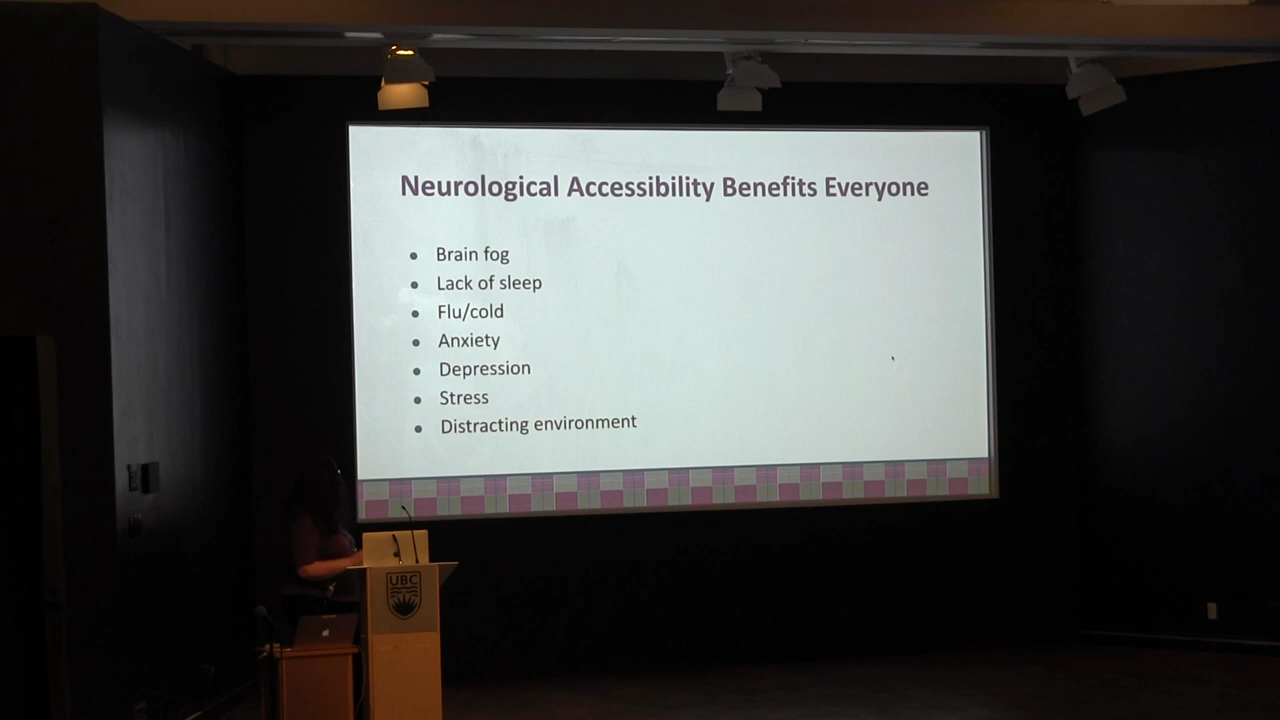 Neurological Accessibility Benefits Everyone
● Brain fog
● Lack of sleep
● Flu/cold
● Anxiety
● Depression
● Stress
● Distracting environment
UBC